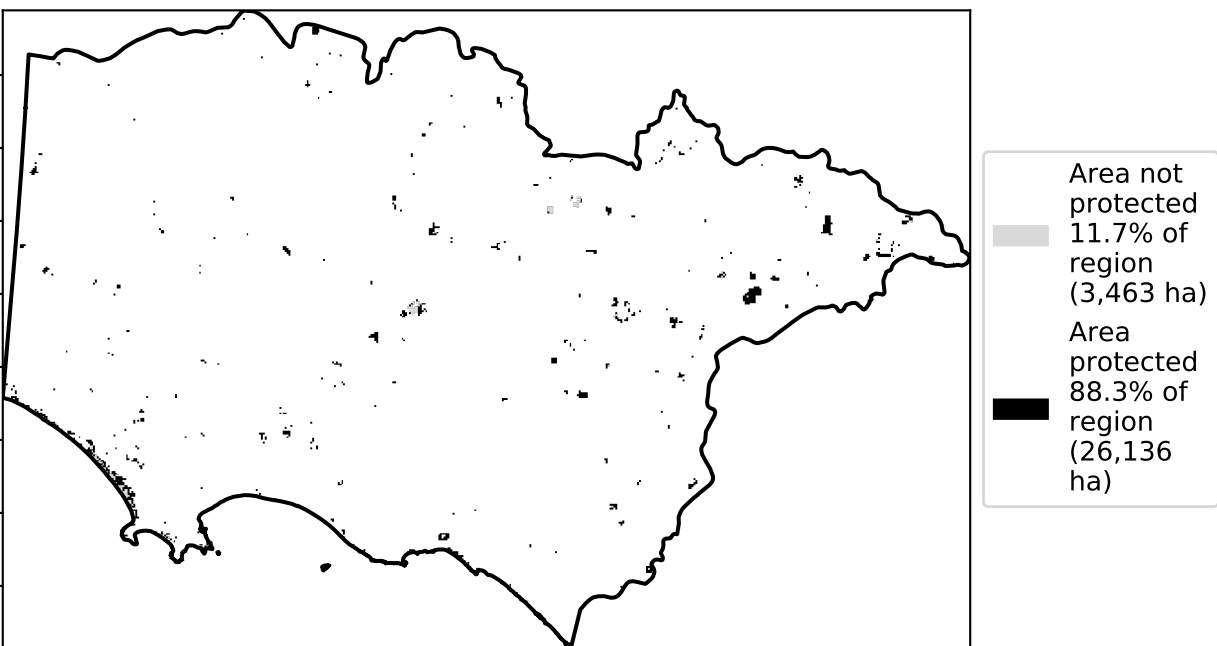 Area not
protected
11.7% of
region
(3,463 ha)
Area
protected
88.3% of
region
(26,136
ha)